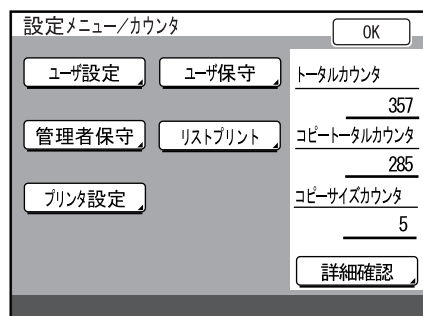 設定メニュー/カウンタ
OK
ユーザ設定
ユーザ保守
管理者保守
リストプリント
プリンタ設定
トータルカウンタ
357
コピートータルカウンタ
285
コピーサイズカウンタ
5
詳細確認